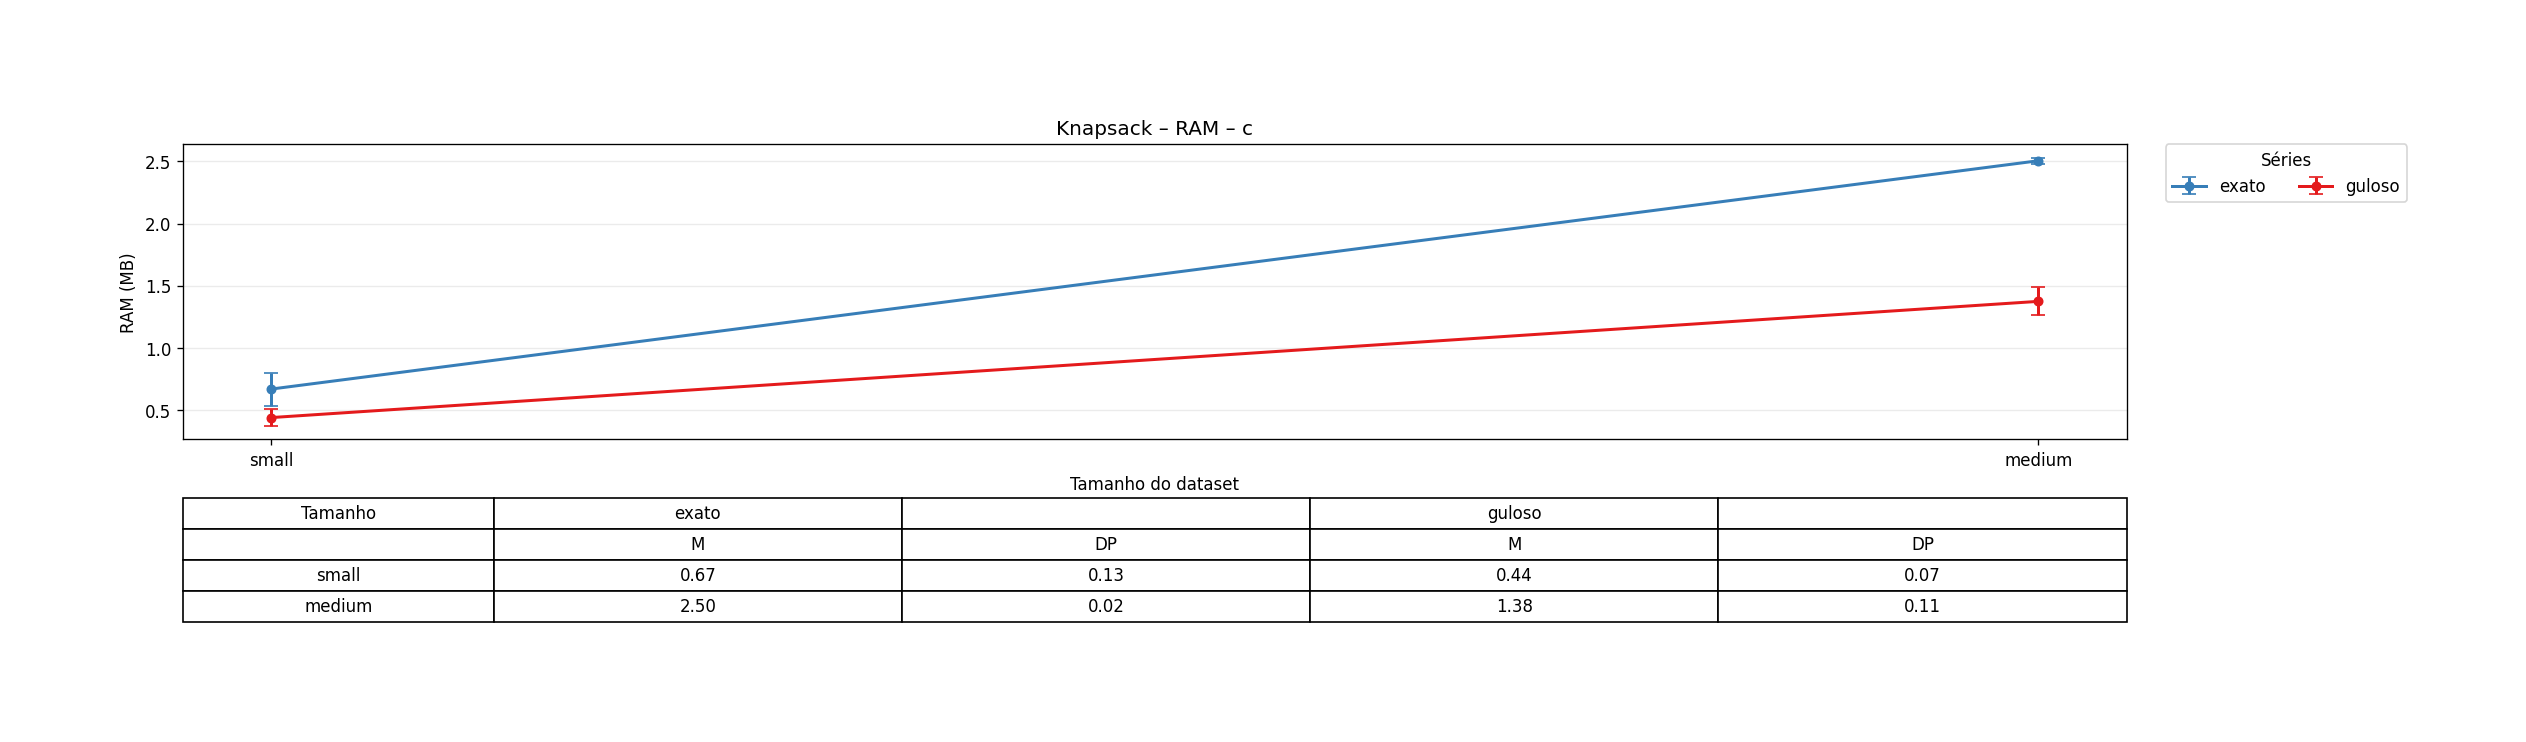 Knapsack – RAM – c
Séries
exato guloso
RAM (MB)
2.5
2.0
1.5
1.0
0.5
small medium
Tamanho do dataset
Tamanho exato guloso
M DP M DP
small 0.67 0.13 0.44 0.07
medium 2.50 0.02 1.38 0.11